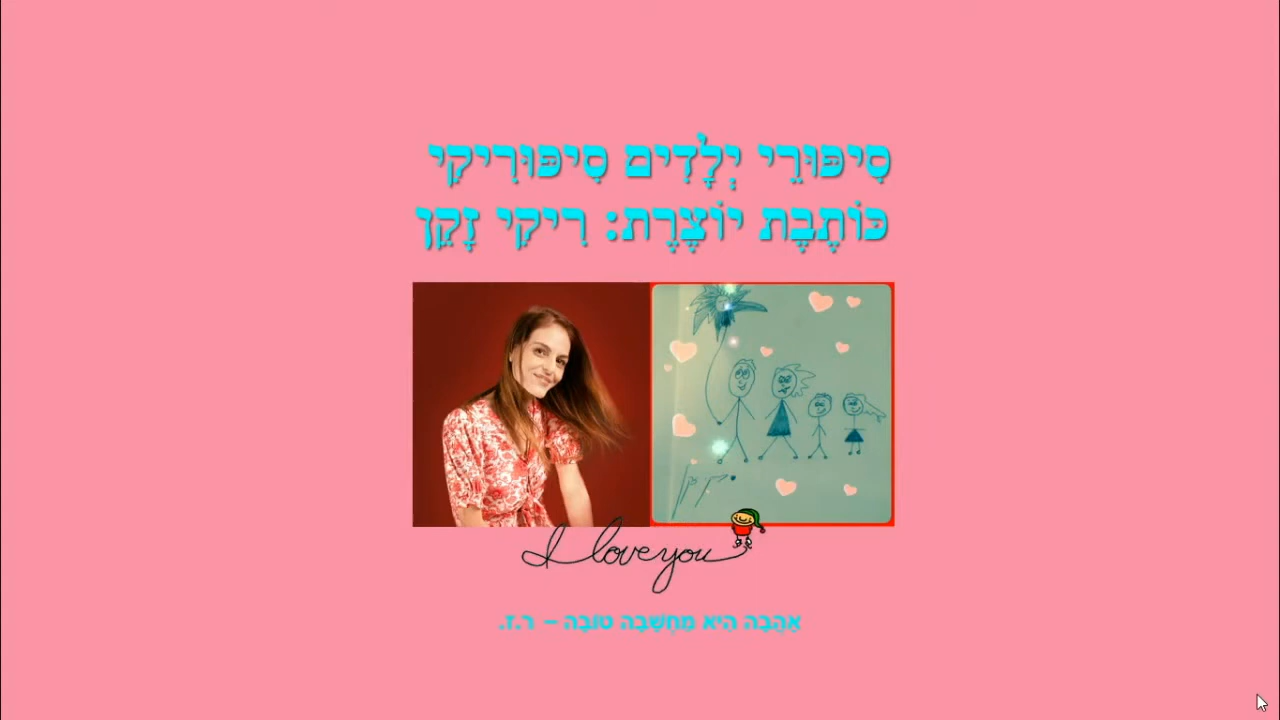 סִיפּוּרֵי יְלָדִים סִיפּוּרִיקִי
כּוֹתֶבֶת יוֹצֶרֶת: רִיקִי זָקֵן
I love you
אַהֲבָה הִיא מַחְשָׁבָה טוֹבָה – ר.ז.